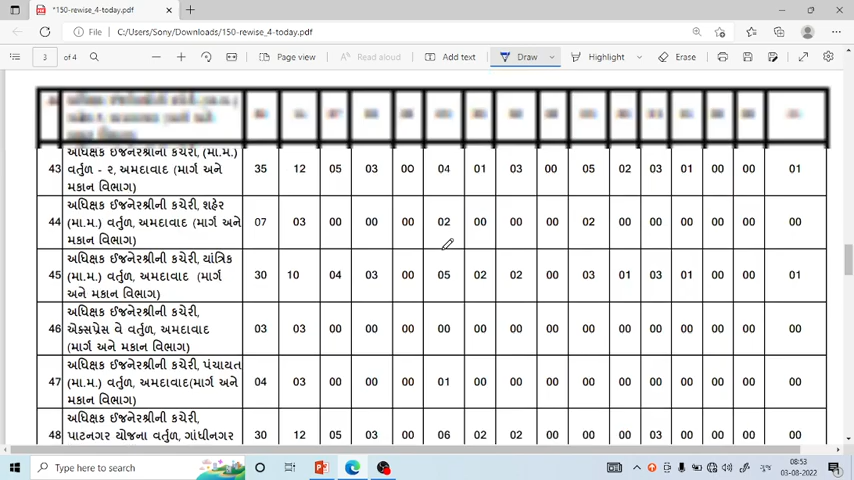 *150-rewise_4-today.pdf
File C:/Users/Sony/Downloads/150-rewise_4-today.pdf
3 of 4 Page view Read aloud Add text Draw Highlight Erase
43 અધિક્ષક ઈજનેરશ્રીની કચેરી, (મા.મ.) વર્તુળ - ૨, અમદાવાદ (માર્ગ અને મકાન વિભાગ) 35 12 05 03 00 04 01 03 00 05 02 03 01 00 00 01
44 અધિક્ષક ઈજનેરશ્રીની કચેરી, શહેર (મા.મ.) વર્તુળ, અમદાવાદ (માર્ગ અને મકાન વિભાગ) 07 03 00 00 00 02 00 00 00 02 00 00 00 00 00 00
45 અધિક્ષક ઈજનેરશ્રીની કચેરી, યાંત્રિક (મા.મ.) વર્તુળ, અમદાવાદ (માર્ગ અને મકાન વિભાગ) 30 10 04 03 00 05 02 02 00 03 01 03 01 00 00 01
46 અધિક્ષક ઈજનેરશ્રીની કચેરી, એક્સપ્રેસ વે વર્તુળ, અમદાવાદ (માર્ગ અને મકાન વિભાગ) 03 03 00 00 00 00 00 00 00 00 00 00 00 00 00 00
47 અધિક્ષક ઈજનેરશ્રીની કચેરી, પંચાયત (મા.મ.) વર્તુળ, અમદાવાદ(માર્ગ અને મકાન વિભાગ) 04 03 00 00 00 01 00 00 00 00 00 00 00 00 00 00
48 અધિક્ષક ઈજનેરશ્રીની કચેરી, પાટનગર યોજના વર્તુળ, ગાંધીનગર 30 12 05 03 00 06 02 02 00 00 00 03 00 00 00 00
Type here to search
08:53
03-08-2022